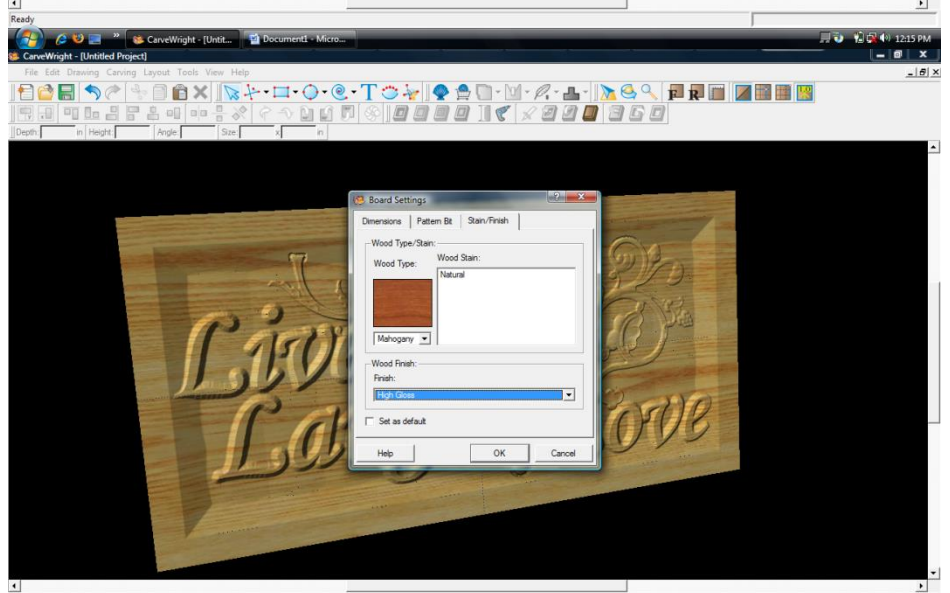 Ready
CarveWright - [Untit...
Document1 - Micro...
12:15 PM
CarveWright - [Untitled Project]
File Edit Drawing Carving Layout Tools View Help
Depth: in Height: Angle: Size: x in
Board Settings
Dimensions Pattern Bit Stain/Finish
Wood Type/Stain:
Wood Type: Wood Stain:
Natural
Mahogany
Wood Finish:
Finish:
High Gloss
Set as default
Help OK Cancel
Live
La ove